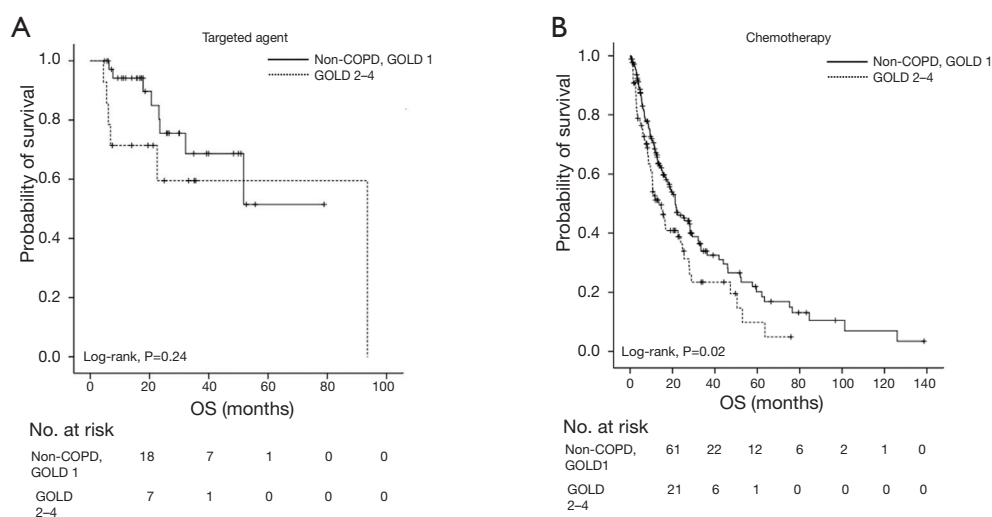 A
Targeted agent
Non-COPD, GOLD 1
GOLD 2–4
Probability of survival
1.0
0.8
0.6
0.4
0.2
0.0
Log-rank, P=0.24
0 20 40 60 80 100
OS (months)
No. at risk
Non-COPD, 18 7 1 0 0
GOLD 1
GOLD 7 1 0 0 0
2–4
B
Chemotherapy
Non-COPD, GOLD 1
GOLD 2–4
Probability of survival
1.0
0.8
0.6
0.4
0.2
0.0
Log-rank, P=0.02
0 20 40 60 80 100 120 140
OS (months)
No. at risk
Non-COPD, 61 22 12 6 2 1 0
GOLD1
GOLD 21 6 1 0 0 0 0
2–4